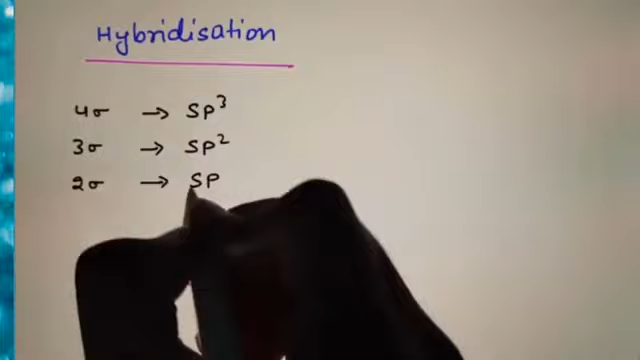 Hybridisation
4σ → SP³
3σ → SP²
2σ → SP